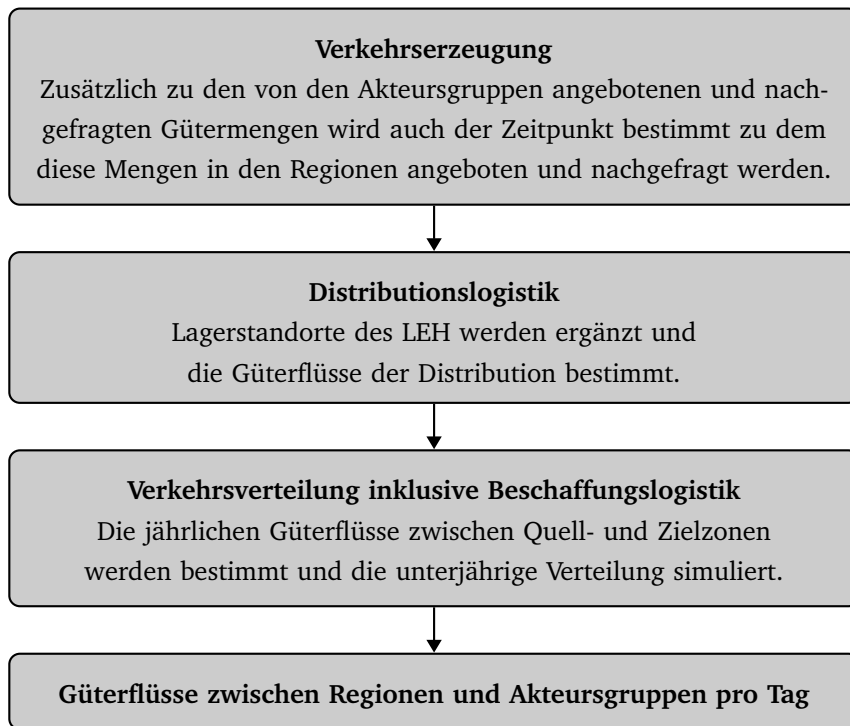 Verkehrserzeugung
Zusätzlich zu den von den Akteursgruppen angebotenen und nach-
gefragten Gütermengen wird auch der Zeitpunkt bestimmt zu dem
diese Mengen in den Regionen angeboten und nachgefragt werden.
Distributionslogistik
Lagerstandorte des LEH werden ergänzt und
die Güterflüsse der Distribution bestimmt.
Verkehrsverteilung inklusive Beschaffungslogistik
Die jährlichen Güterflüsse zwischen Quell- und Zielzonen
werden bestimmt und die unterjährige Verteilung simuliert.
Güterflüsse zwischen Regionen und Akteursgruppen pro Tag